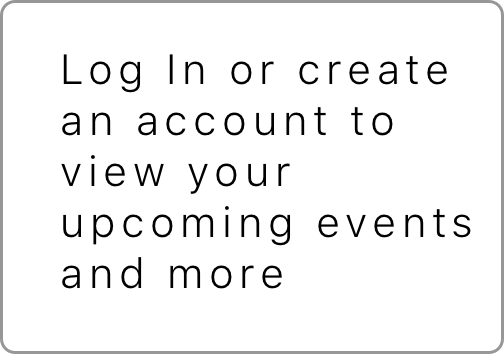 Log In or create
an account to
view your
upcoming events
and more